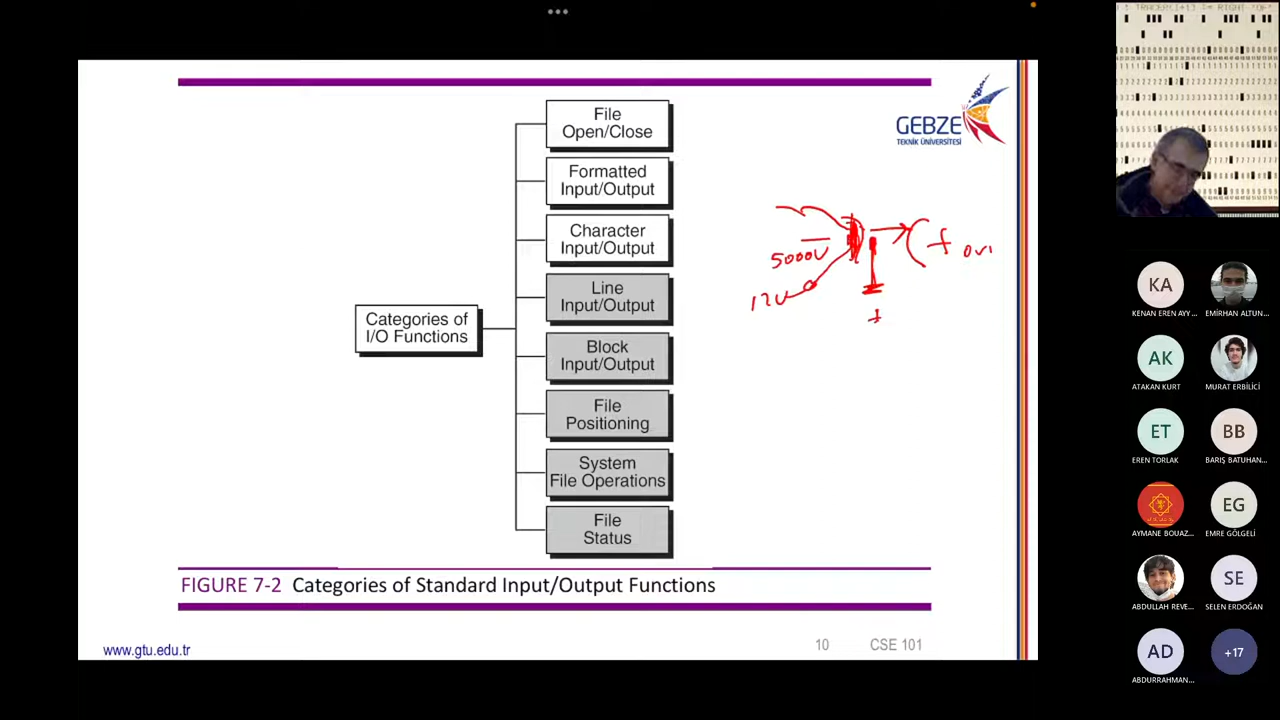 File
Open/Close
Formatted
Input/Output
Character
Input/Output
Line
Input/Output
Block
Input/Output
File
Positioning
System
File Operations
File
Status
Categories of
I/O Functions
FIGURE 7-2 Categories of Standard Input/Output Functions
www.gtu.edu.tr
10
CSE 101
GEBZE
TEKNİK ÜNİVERSİTESİ
5000V
12V
KA
KENAN EREN AYY...
EMİRHAN ALTUN...
AK
ATAKAN KURT
MURAT ERBİLİCİ
ET
EREN TORLAK
BB
BARIŞ BATUHAN...
AYMANE BOUAZ...
EG
EMRE GÖLGELİ
ABDULLAH REVE...
SE
SELEN ERDOĞAN
AD
ABDURRAHMAN...
+17